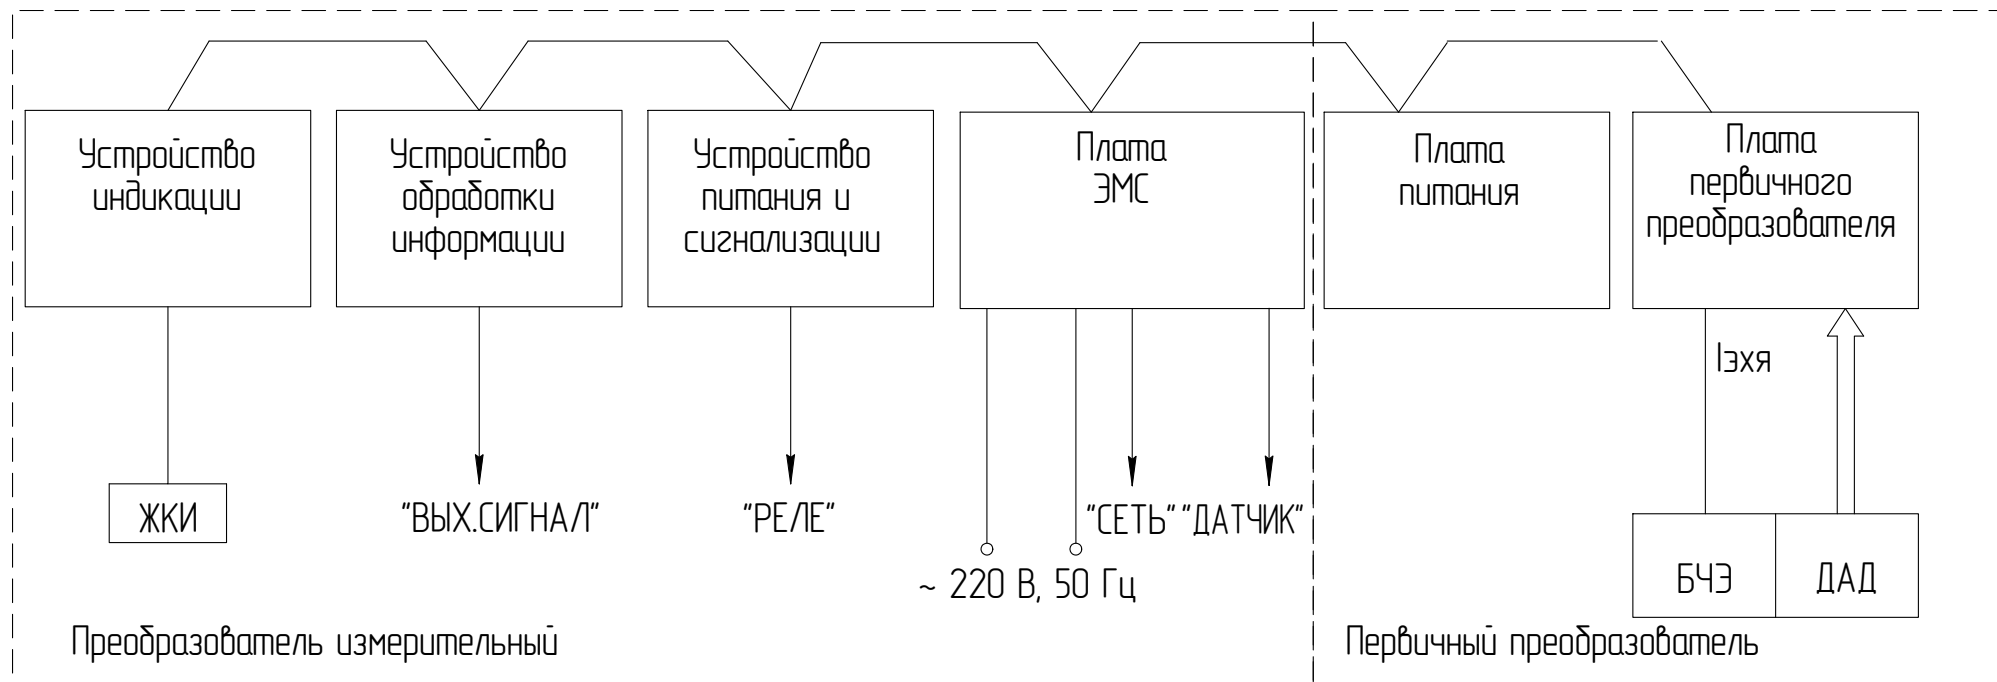 Устройство
индикации
Устройство
обработки
информации
Устройство
питания и
сигнализации
Плата
ЭМС
Плата
питания
Плата
первичного
преобразователя
Iэхя
ЖКИ
"ВЫХ.СИГНАЛ"
"РЕЛЕ"
"СЕТЬ"
"ДАТЧИК"
~ 220 В, 50 Гц
БЧЭ
ДАД
Преобразователь измерительный
Первичный преобразователь